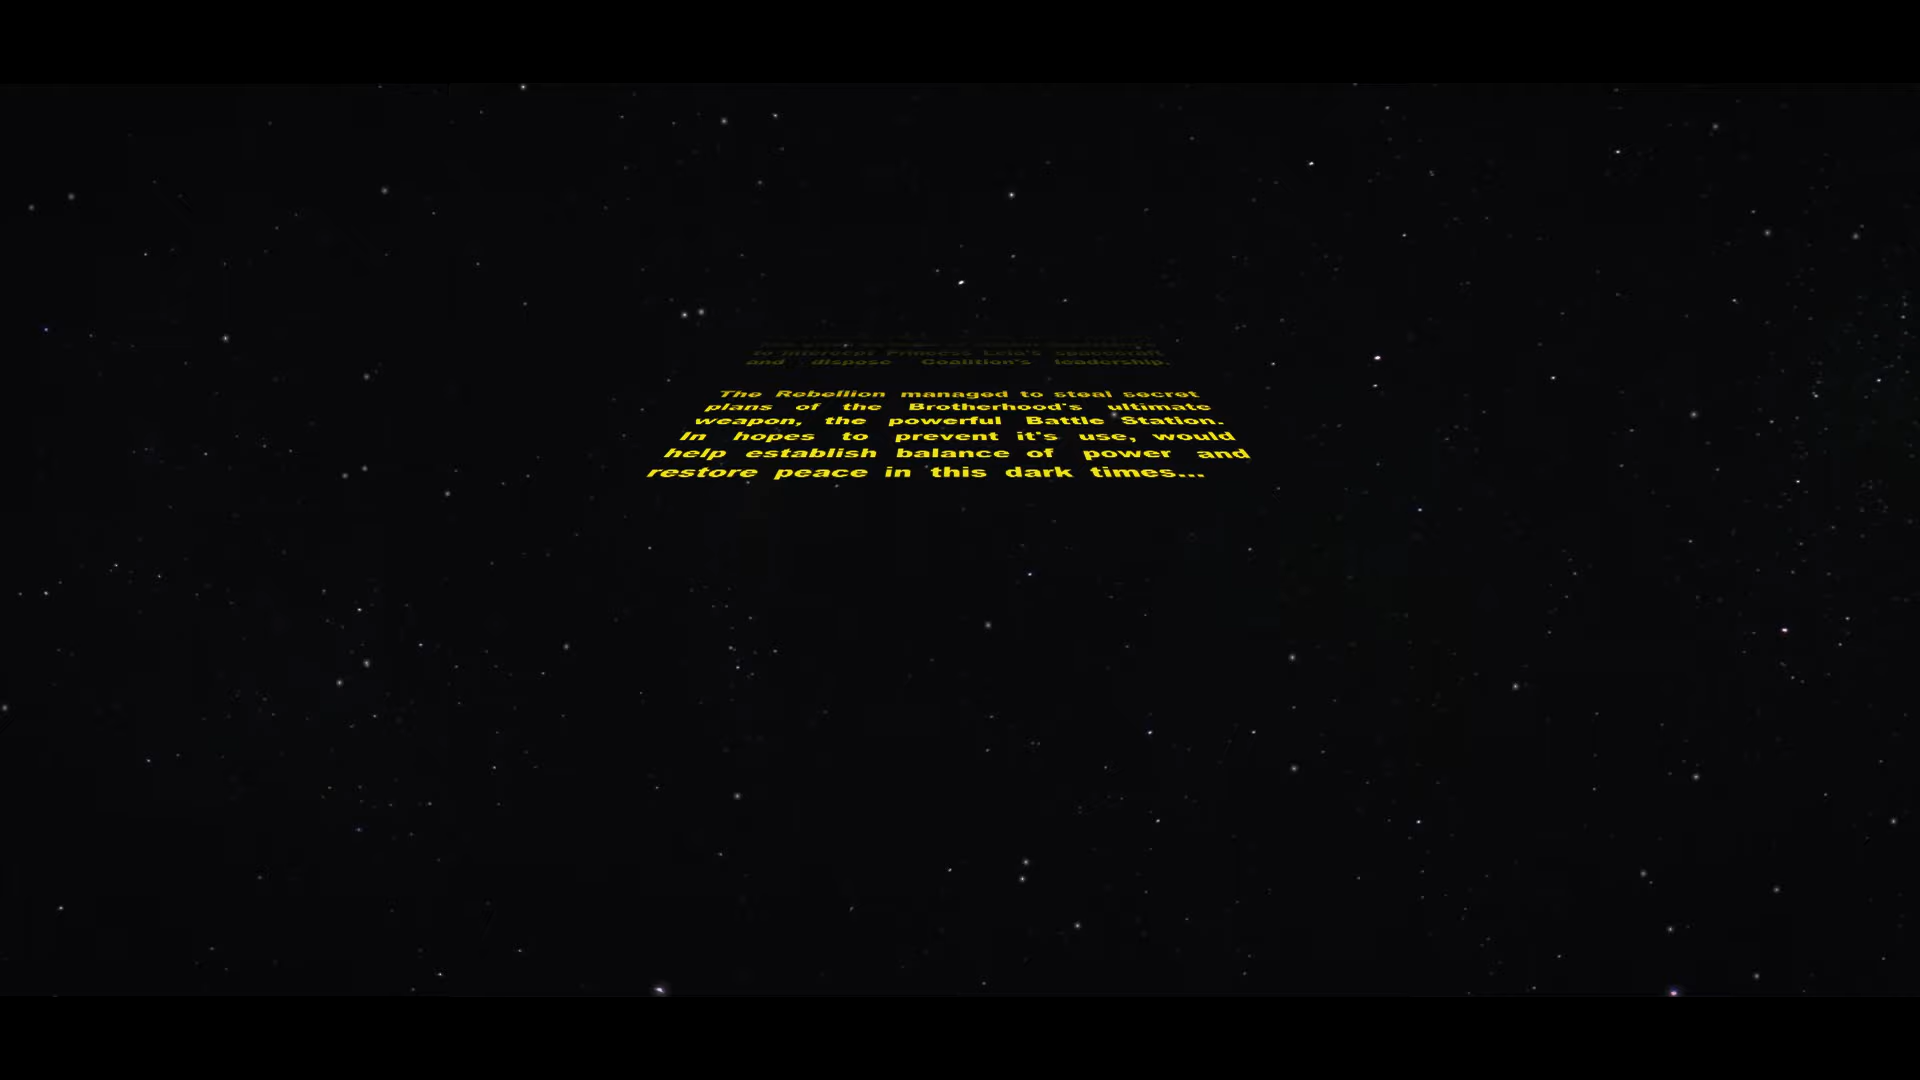 to intercept Princess Leia's spacecraft
and dispose Coalition's leadership.
The Rebellion managed to steal secret
plans of the Brotherhood's ultimate
weapon, the powerful Battle Station.
In hopes to prevent it's use, would
help establish balance of power and
restore peace in this dark times...